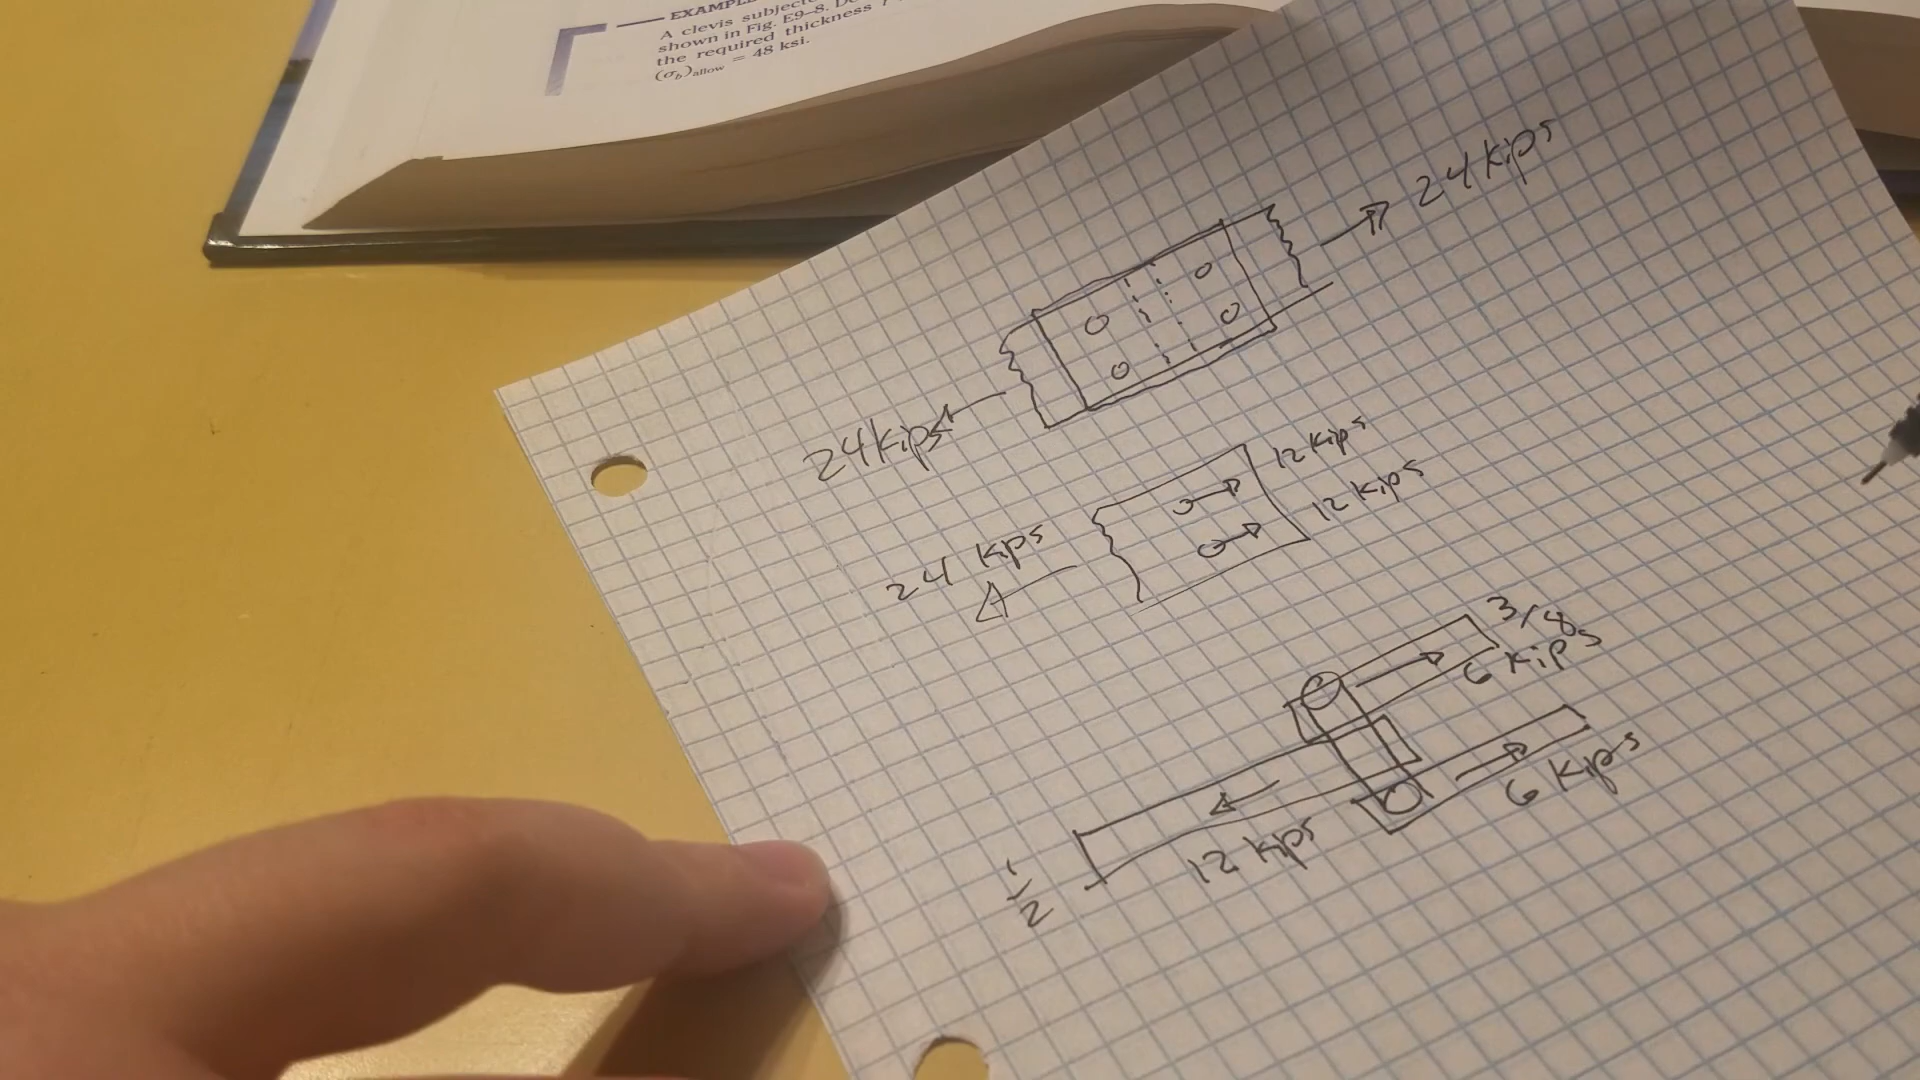 EXAMPLE
A clevis subjected
shown in Fig. E9–8.
the required thickness
(σb)allow = 48 ksi.
24 kips
24 kips
12 kips
12 kips
24 kips
3/8
6 kips
6 kips
12 kips
1/2